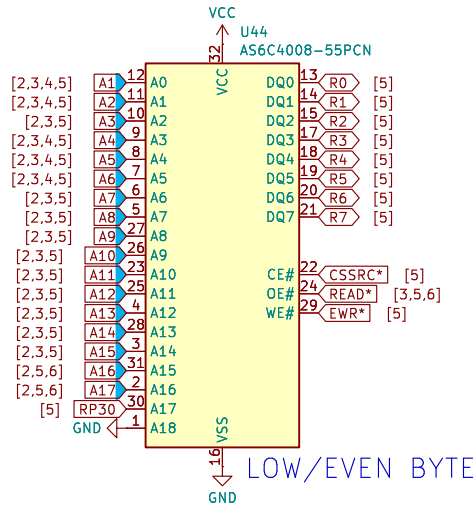 VCC
U44
AS6C4008-55PCN
32
VCC
[2,3,4,5] A1 12 A0 DQ0 13 R0 [5]
[2,3,4,5] A2 11 A1 DQ1 14 R1 [5]
[2,3,5] A3 10 A2 DQ2 15 R2 [5]
[2,3,4,5] A4 9 A3 DQ3 17 R3 [5]
[2,3,4,5] A5 8 A4 DQ4 18 R4 [5]
[2,3,4,5] A6 7 A5 DQ5 19 R5 [5]
[2,3,5] A7 6 A6 DQ6 20 R6 [5]
[2,3,5] A8 5 A7 DQ7 21 R7 [5]
[2,3,5] A9 27 A8
[2,3,5] A10 26 A9
[2,3,5] A11 23 A10 CE# 22 CSSRC* [5]
[2,3,5] A12 25 A11 OE# 24 READ* [3,5,6]
[2,3,5] A13 4 A12 WE# 29 EWR* [5]
[2,3,5] A14 28 A13
[2,3,5] A15 3 A14
[2,5,6] A16 31 A15
[2,5,6] A17 2 A16
[5] RP30 30 A17
GND 1 A18
VSS
16
GND
LOW/EVEN BYTE